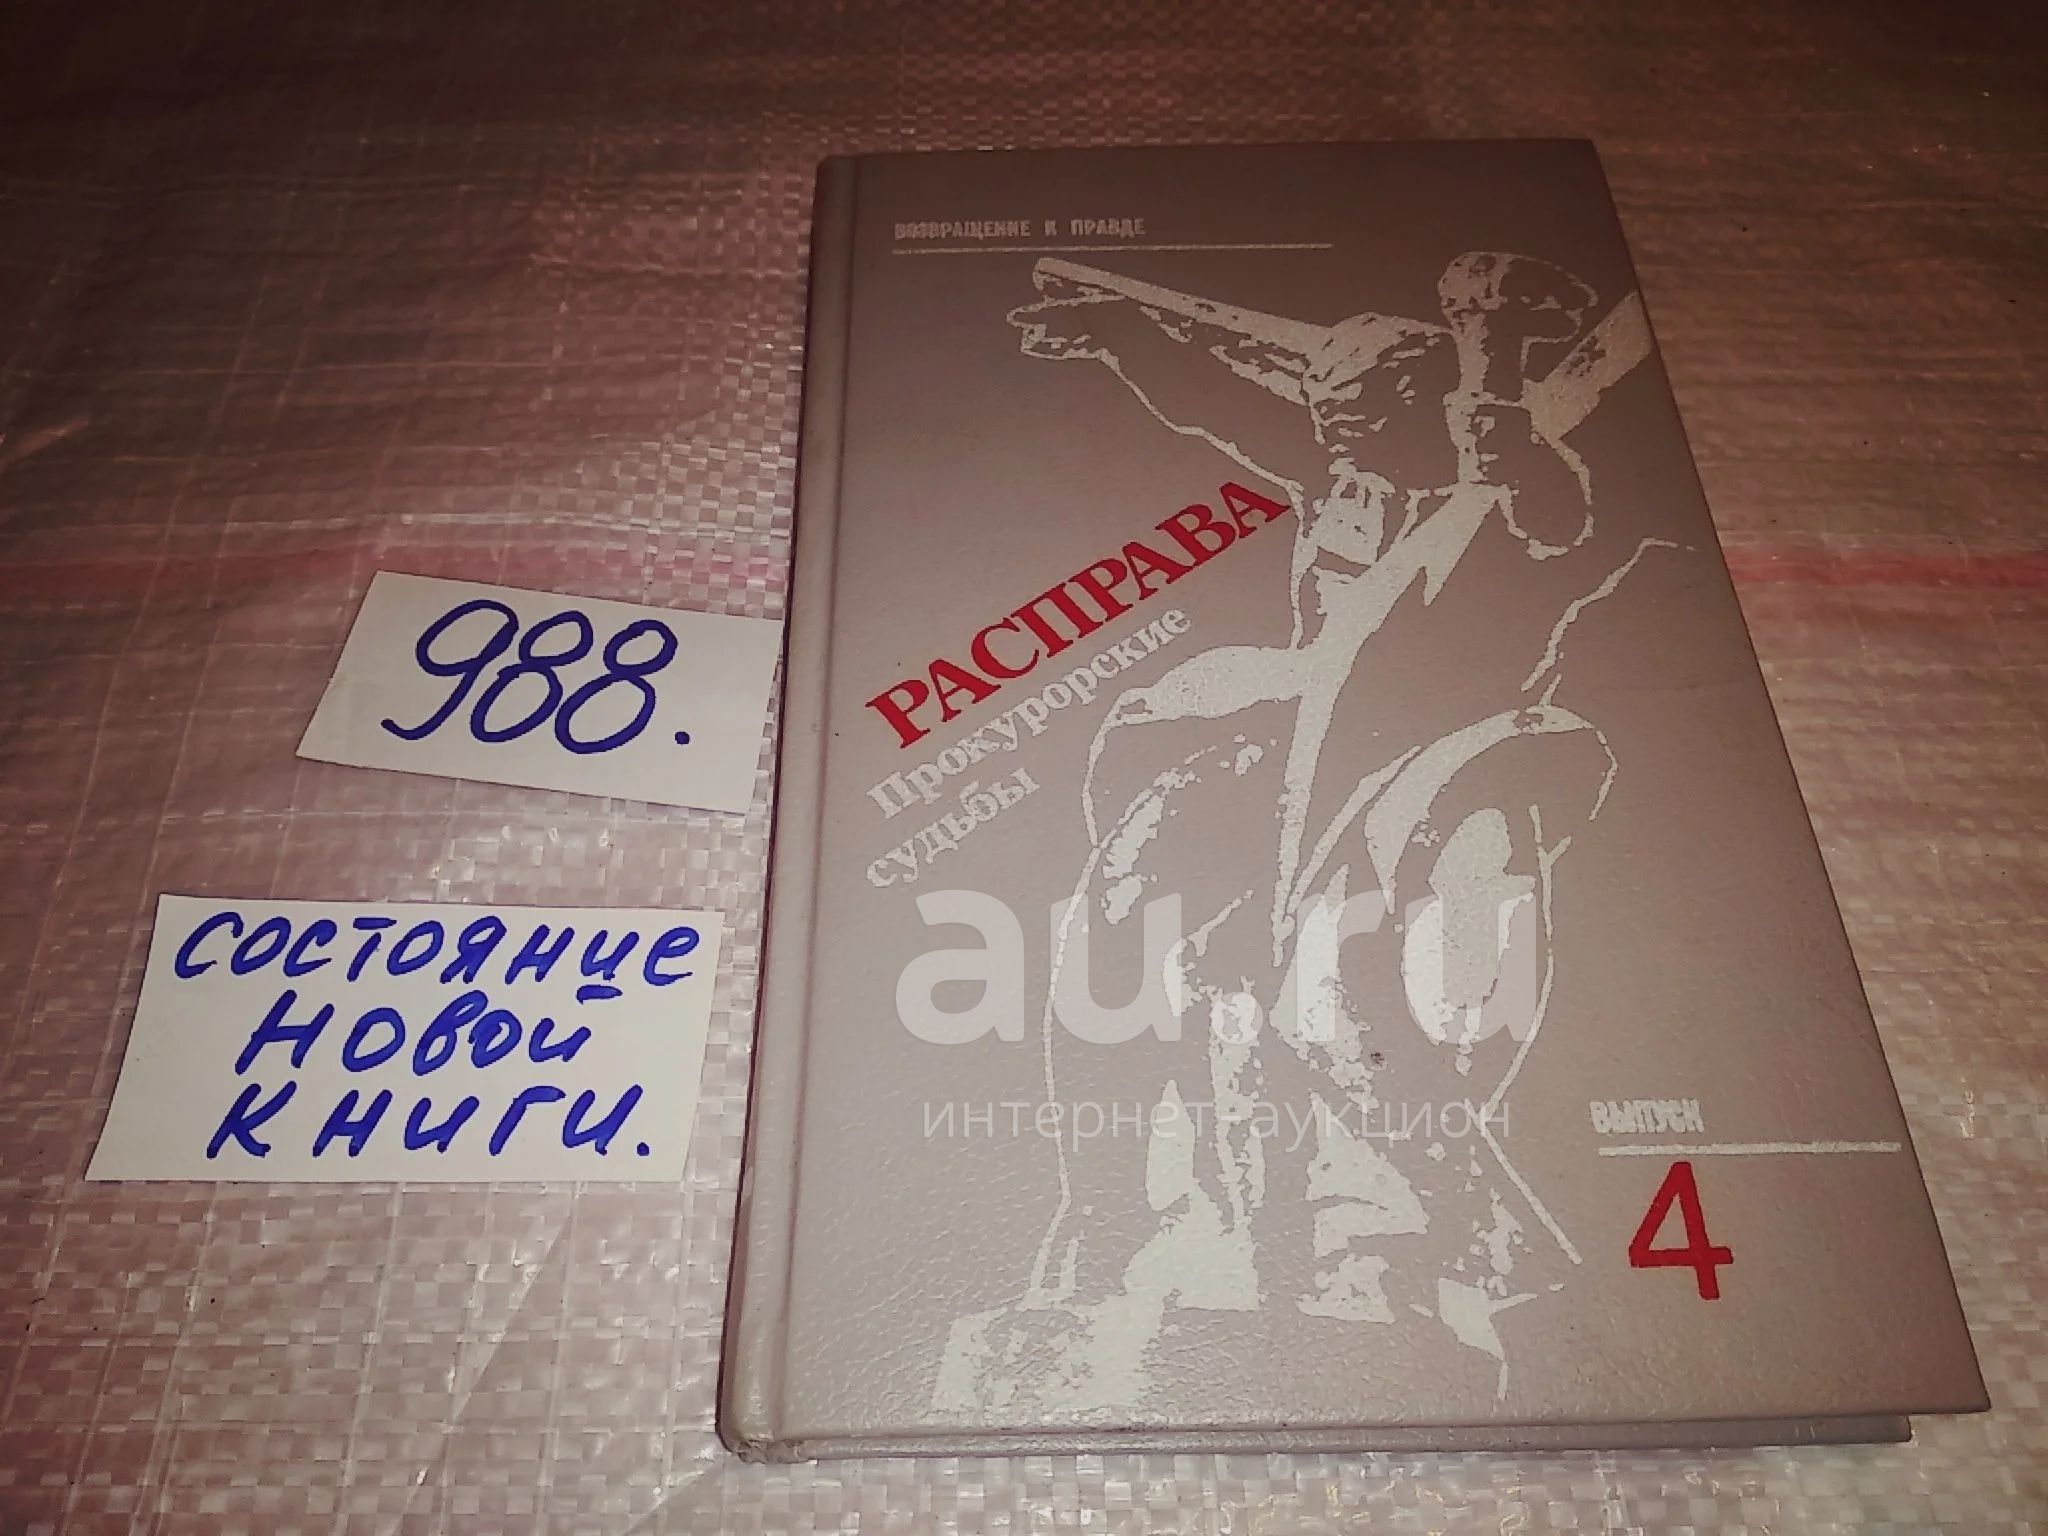 ВОЗВРАЩЕНИЕ К ПРАВДЕ
РАСПРАВА
Прокурорские
судьбы
ВЫПУСК
4
988.
состояние
новой
книги.
au.ru
интернет-аукцион